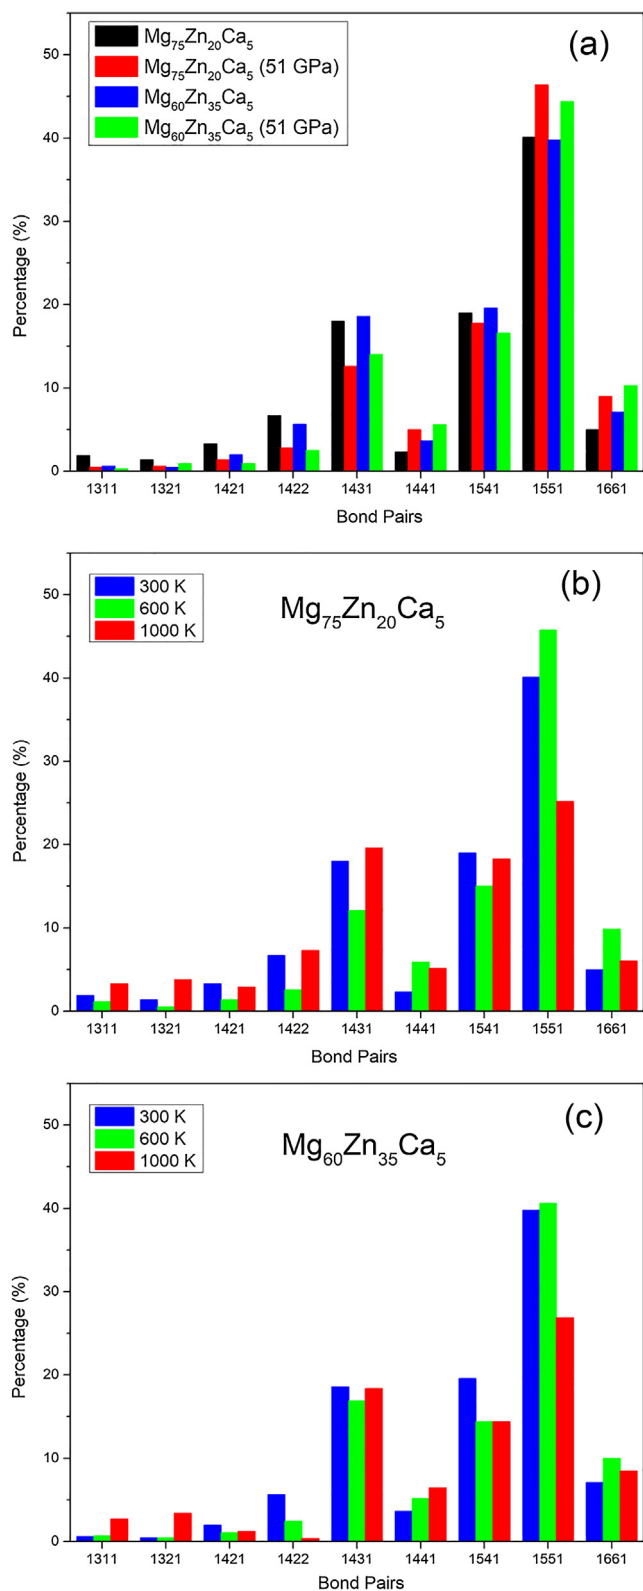 (a)
Mg₇₅Zn₂₀Ca₅
Mg₇₅Zn₂₀Ca₅ (51 GPa)
Mg₆₀Zn₃₅Ca₅
Mg₆₀Zn₃₅Ca₅ (51 GPa)
Percentage (%)
50
40
30
20
10
0
1311 1321 1421 1422 1431 1441 1541 1551 1661
Bond Pairs
(b)
300 K
600 K
1000 K
Mg₇₅Zn₂₀Ca₅
Percentage (%)
50
40
30
20
10
0
1311 1321 1421 1422 1431 1441 1541 1551 1661
Bond Pairs
(c)
300 K
600 K
1000 K
Mg₆₀Zn₃₅Ca₅
Percentage (%)
50
40
30
20
10
0
1311 1321 1421 1422 1431 1441 1541 1551 1661
Bond Pairs